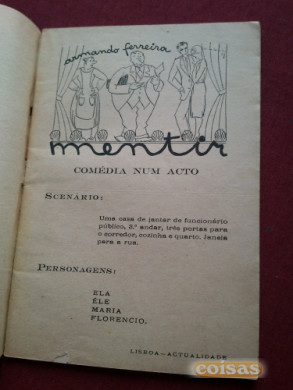 armando ferreira
mentir
COMÉDIA NUM ACTO
SCENÁRIO:
Uma casa de jantar de funcionário
público, 2.º andar, três portas para
o corredor, cozinha e quarto. Janela
para a rua.
PERSONAGENS:
ELA
ÊLE
MARIA
FLORENCIO.
LISBOA—ACTUALIDADE
coisas